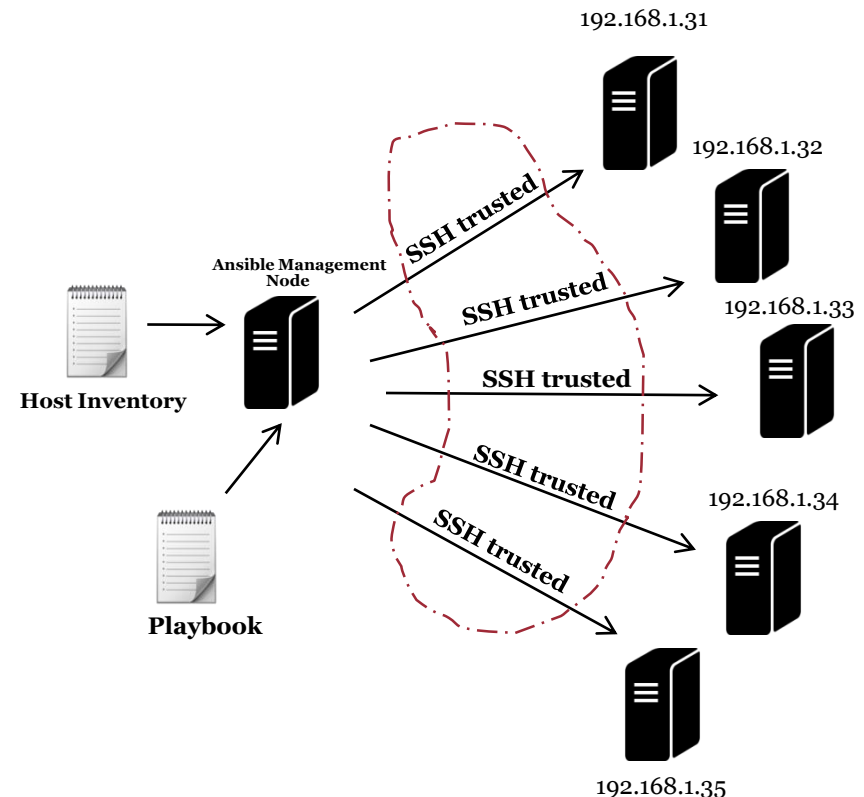 192.168.1.31
192.168.1.32
SSH trusted
Ansible Management
Node
SSH trusted
192.168.1.33
Host Inventory
SSH trusted
SSH trusted
192.168.1.34
SSH trusted
Playbook
192.168.1.35